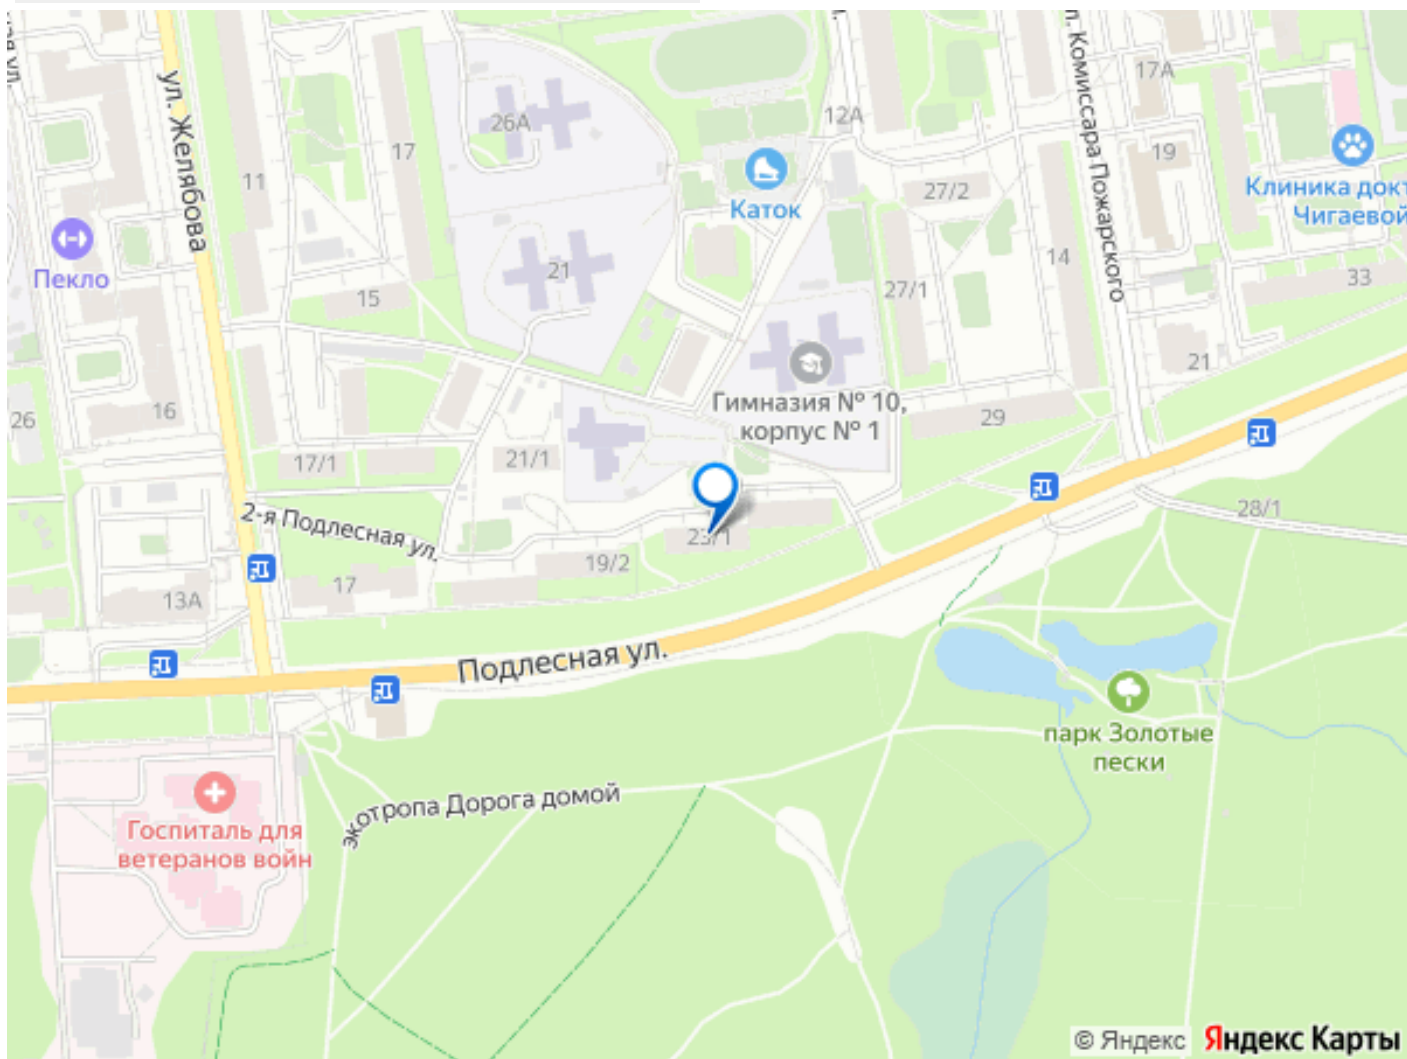 ул. Желябова
11
17
26А
Каток
12А
27/2
ул. Комиссара Пожарского
17А
19
Клиника докт
Чигаевой
Пекло
15
21
27/1
14
33
21
26
16
Гимназия № 10,
корпус № 1
29
17/1
21/1
2-я Подлесная ул.
23/1
28/1
19/2
17
13А
Подлесная ул.
парк Золотые
пески
экотропа Дорога домой
Госпиталь для
ветеранов войн
© Яндекс Яндекс Карты